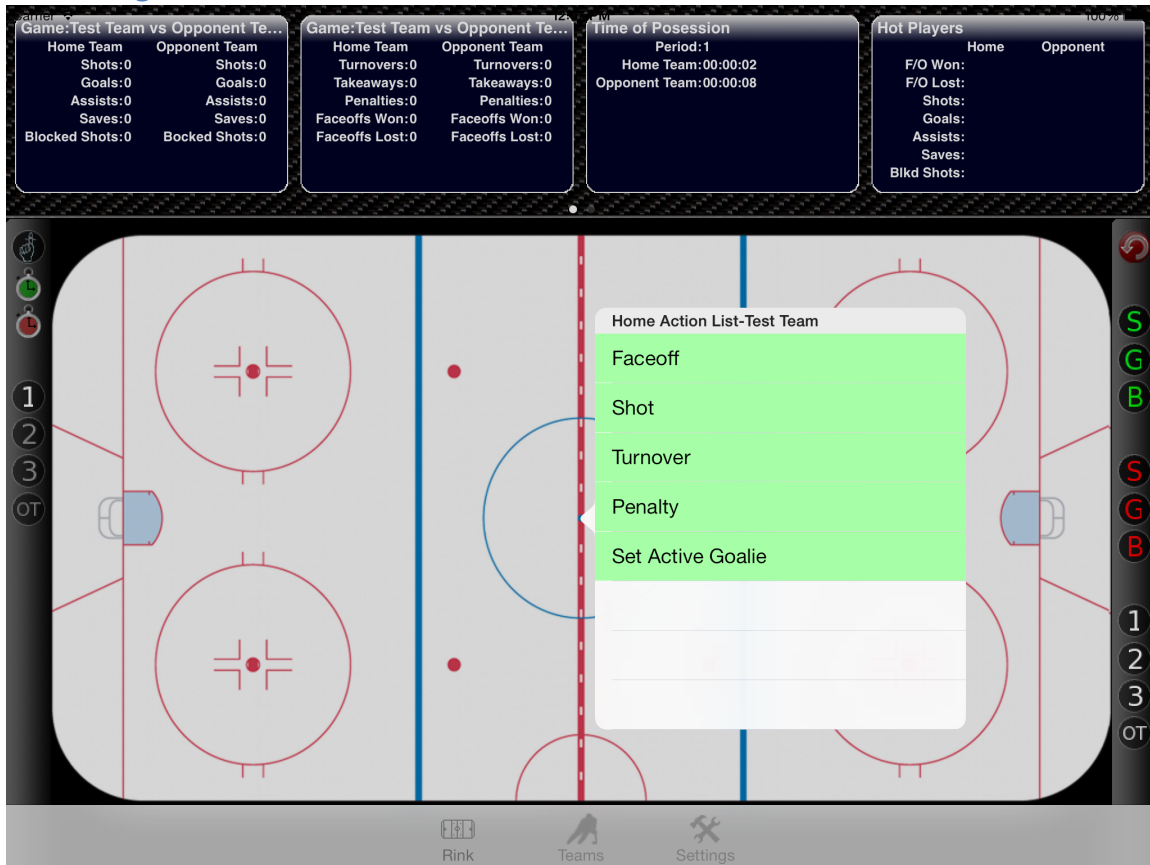 Game:Test Team vs Opponent Te...
Home Team Opponent Team
Shots:0 Shots:0
Goals:0 Goals:0
Assists:0 Assists:0
Saves:0 Saves:0
Blocked Shots:0 Bocked Shots:0
Game:Test Team vs Opponent Te...
Home Team Opponent Team
Turnovers:0 Turnovers:0
Takeaways:0 Takeaways:0
Penalties:0 Penalties:0
Faceoffs Won:0 Faceoffs Won:0
Faceoffs Lost:0 Faceoffs Lost:0
Time of Posession
Period:1
Home Team:00:00:02
Opponent Team:00:00:08
100%
Hot Players
Home Opponent
F/O Won:
F/O Lost:
Shots:
Goals:
Assists:
Saves:
Blkd Shots:
1
2
3
OT
Home Action List-Test Team
Faceoff
Shot
Turnover
Penalty
Set Active Goalie
S
G
B
S
G
B
1
2
3
OT
Rink
Teams
Settings